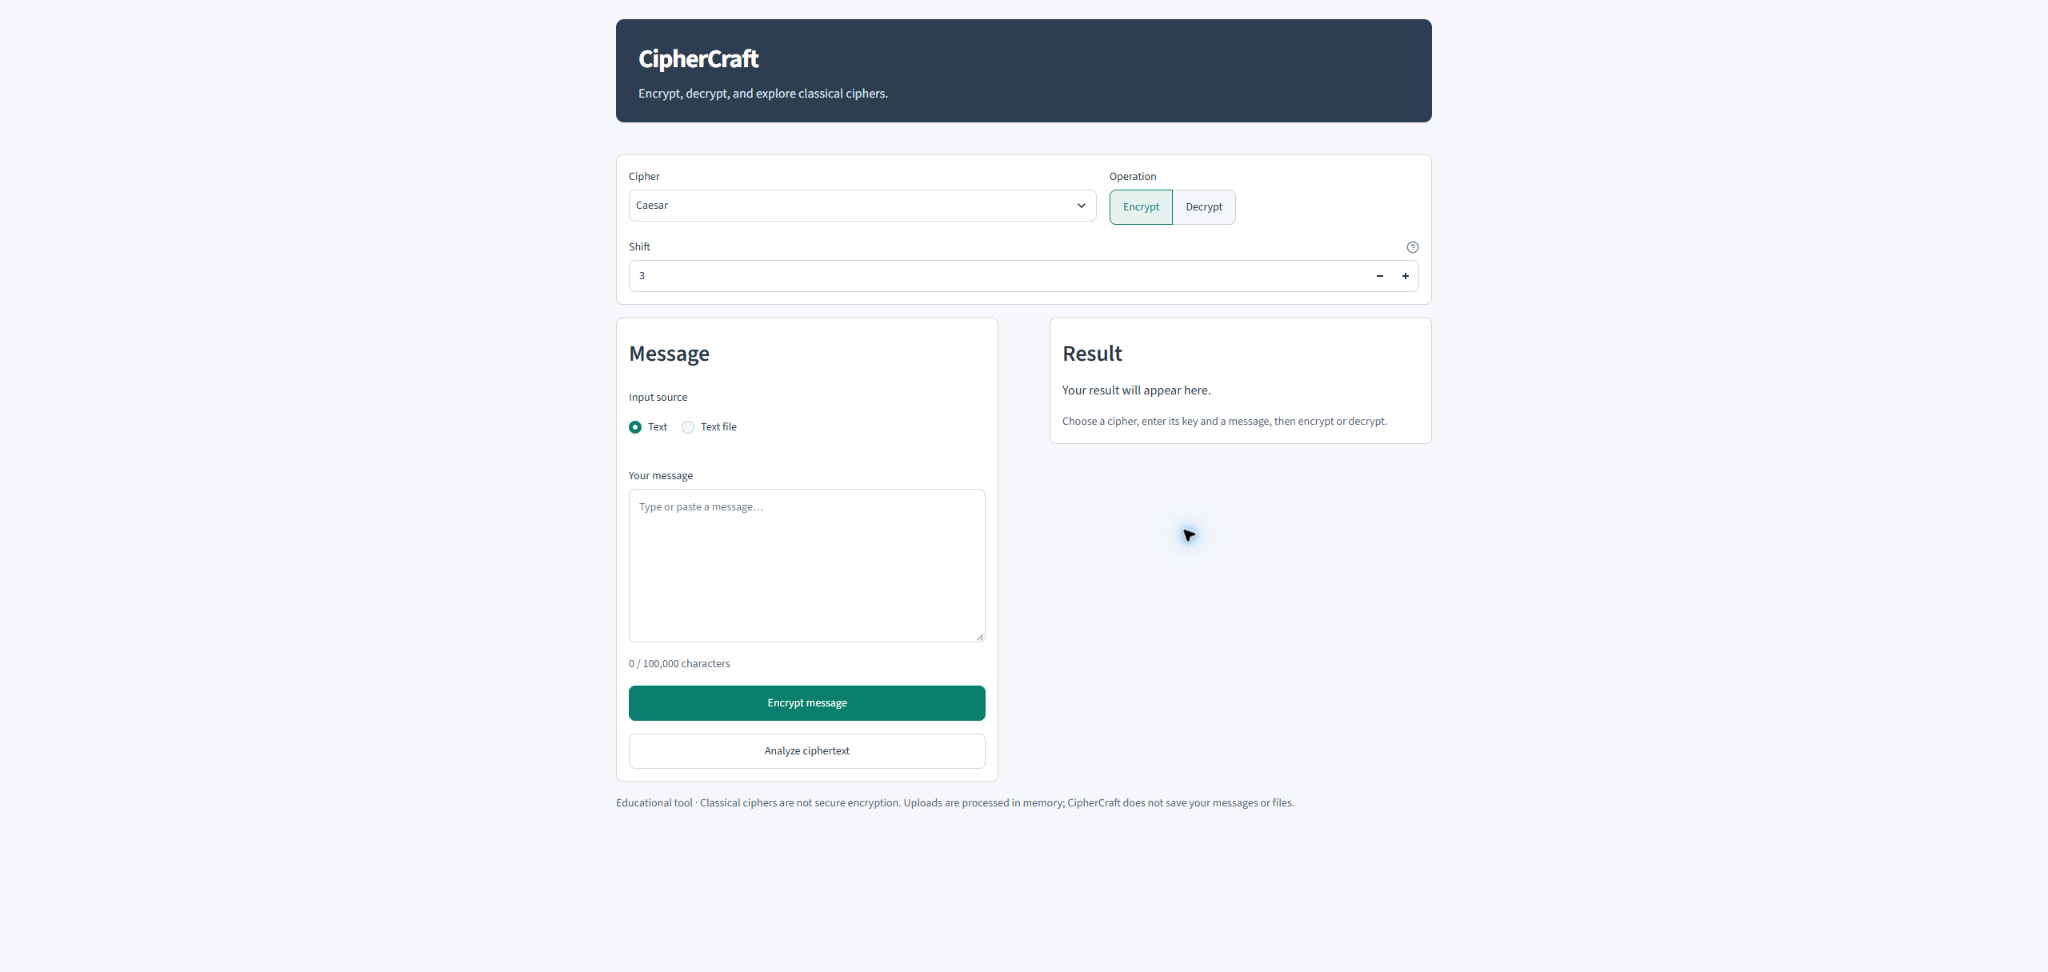 CipherCraft
Encrypt, decrypt, and explore classical ciphers.
Cipher
Operation
Caesar
Encrypt
Decrypt
Shift
3
Message
Input source
Text
Text file
Your message
Type or paste a message...
0 / 100,000 characters
Encrypt message
Analyze ciphertext
Result
Your result will appear here.
Choose a cipher, enter its key and a message, then encrypt or decrypt.
Educational tool · Classical ciphers are not secure encryption. Uploads are processed in memory; CipherCraft does not save your messages or files.